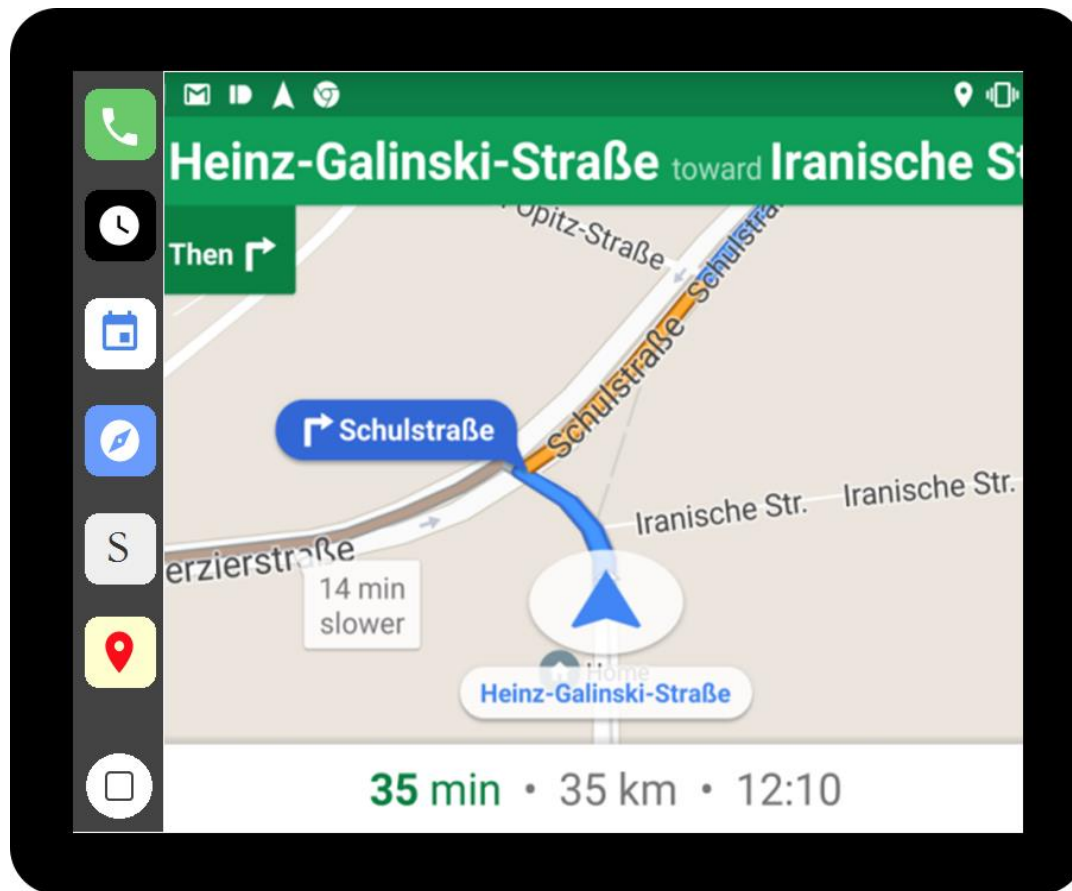 Heinz-Galinski-Straße toward Iranische St
Then
Opitz-Straße
Schulstra
Schulstraße
Schulstraße
Iranische Str.
Iranische Str.
erzierstraße
14 min
slower
S
Home
Heinz-Galinski-Straße
35 min • 35 km • 12:10